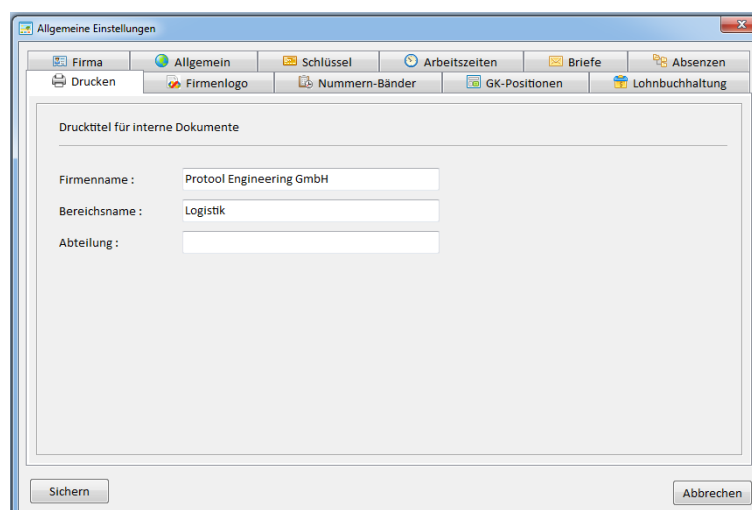 Allgemeine Einstellungen
Firma Allgemein Schlüssel Arbeitszeiten Briefe Absenzen
Drucken Firmenlogo Nummern-Bänder GK-Positionen Lohnbuchhaltung
Drucktitel für interne Dokumente
Firmenname : Protool Engineering GmbH
Bereichsname : Logistik
Abteilung :
Sichern Abbrechen